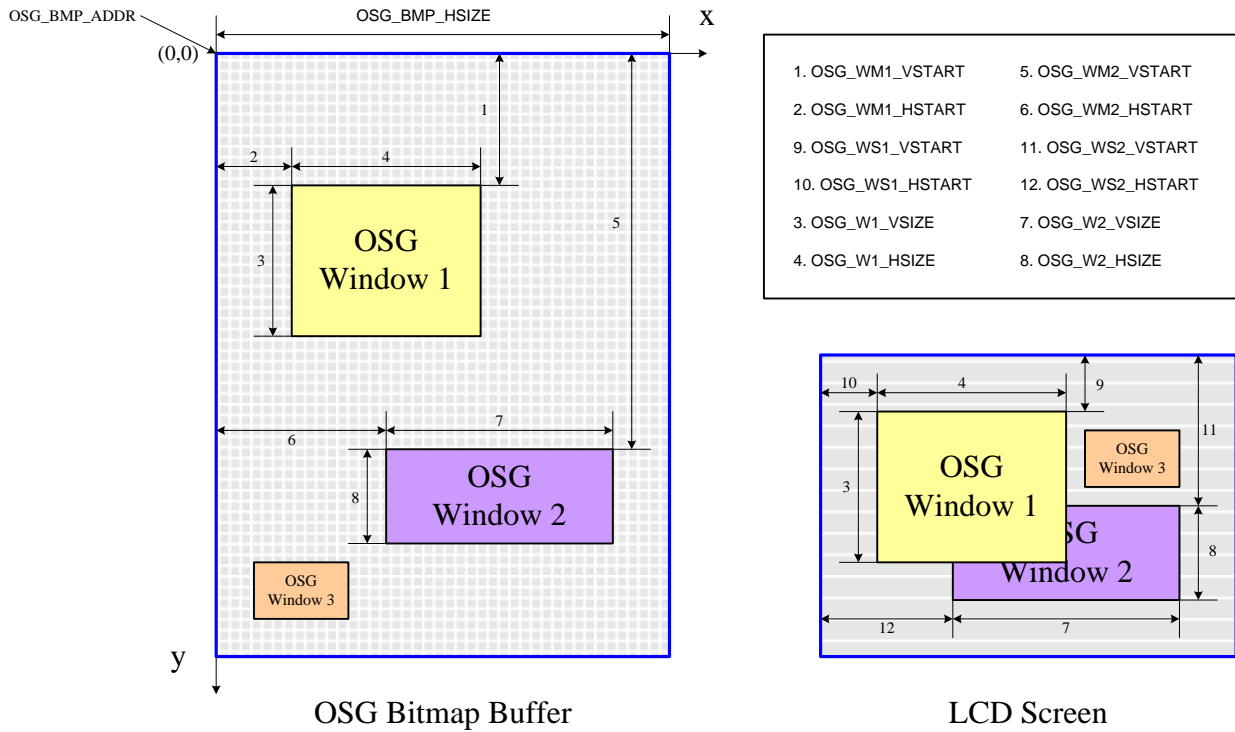 OSG_BMP_ADDR
OSG_BMP_HSIZE
x
(0,0)
1
2
4
3
OSG
Window 1
5
6
7
8
OSG
Window 2
OSG
Window 3
y
OSG Bitmap Buffer
1. OSG_WM1_VSTART
5. OSG_WM2_VSTART
2. OSG_WM1_HSTART
6. OSG_WM2_HSTART
9. OSG_WS1_VSTART
11. OSG_WS2_VSTART
10. OSG_WS1_HSTART
12. OSG_WS2_HSTART
3. OSG_W1_VSIZE
7. OSG_W2_VSIZE
4. OSG_W1_HSIZE
8. OSG_W2_HSIZE
10
4
9
11
3
OSG
Window 1
OSG
Window 3
SG
Window 2
8
12
7
LCD Screen